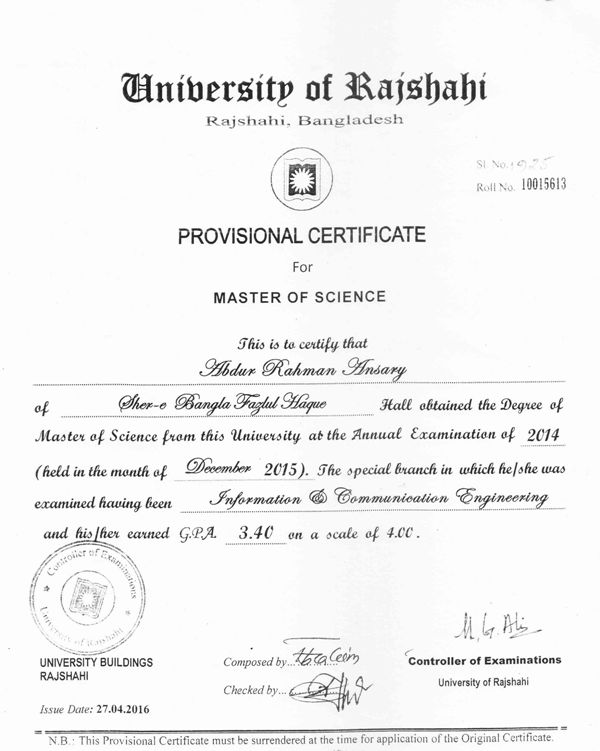 University of Rajshahi
Rajshahi, Bangladesh
Sl. No. 1925
Roll No. 10015613
PROVISIONAL CERTIFICATE
For
MASTER OF SCIENCE
This is to certify that
Abdur Rahman Ansary
of Sher-e Bangla Fazlul Haque Hall obtained the Degree of
Master of Science from this University at the Annual Examination of 2014
(held in the month of December 2015). The special branch in which he/she was
examined having been Information & Communication Engineering
and his/her earned G.P.A. 3.40 on a scale of 4.00.
Controller of Examinations
University of Rajshahi
UNIVERSITY BUILDINGS
RAJSHAHI
Composed by...
Checked by...
M. G. Ali
Controller of Examinations
University of Rajshahi
Issue Date: 27.04.2016
N.B.: This Provisional Certificate must be surrendered at the time for application of the Original Certificate.